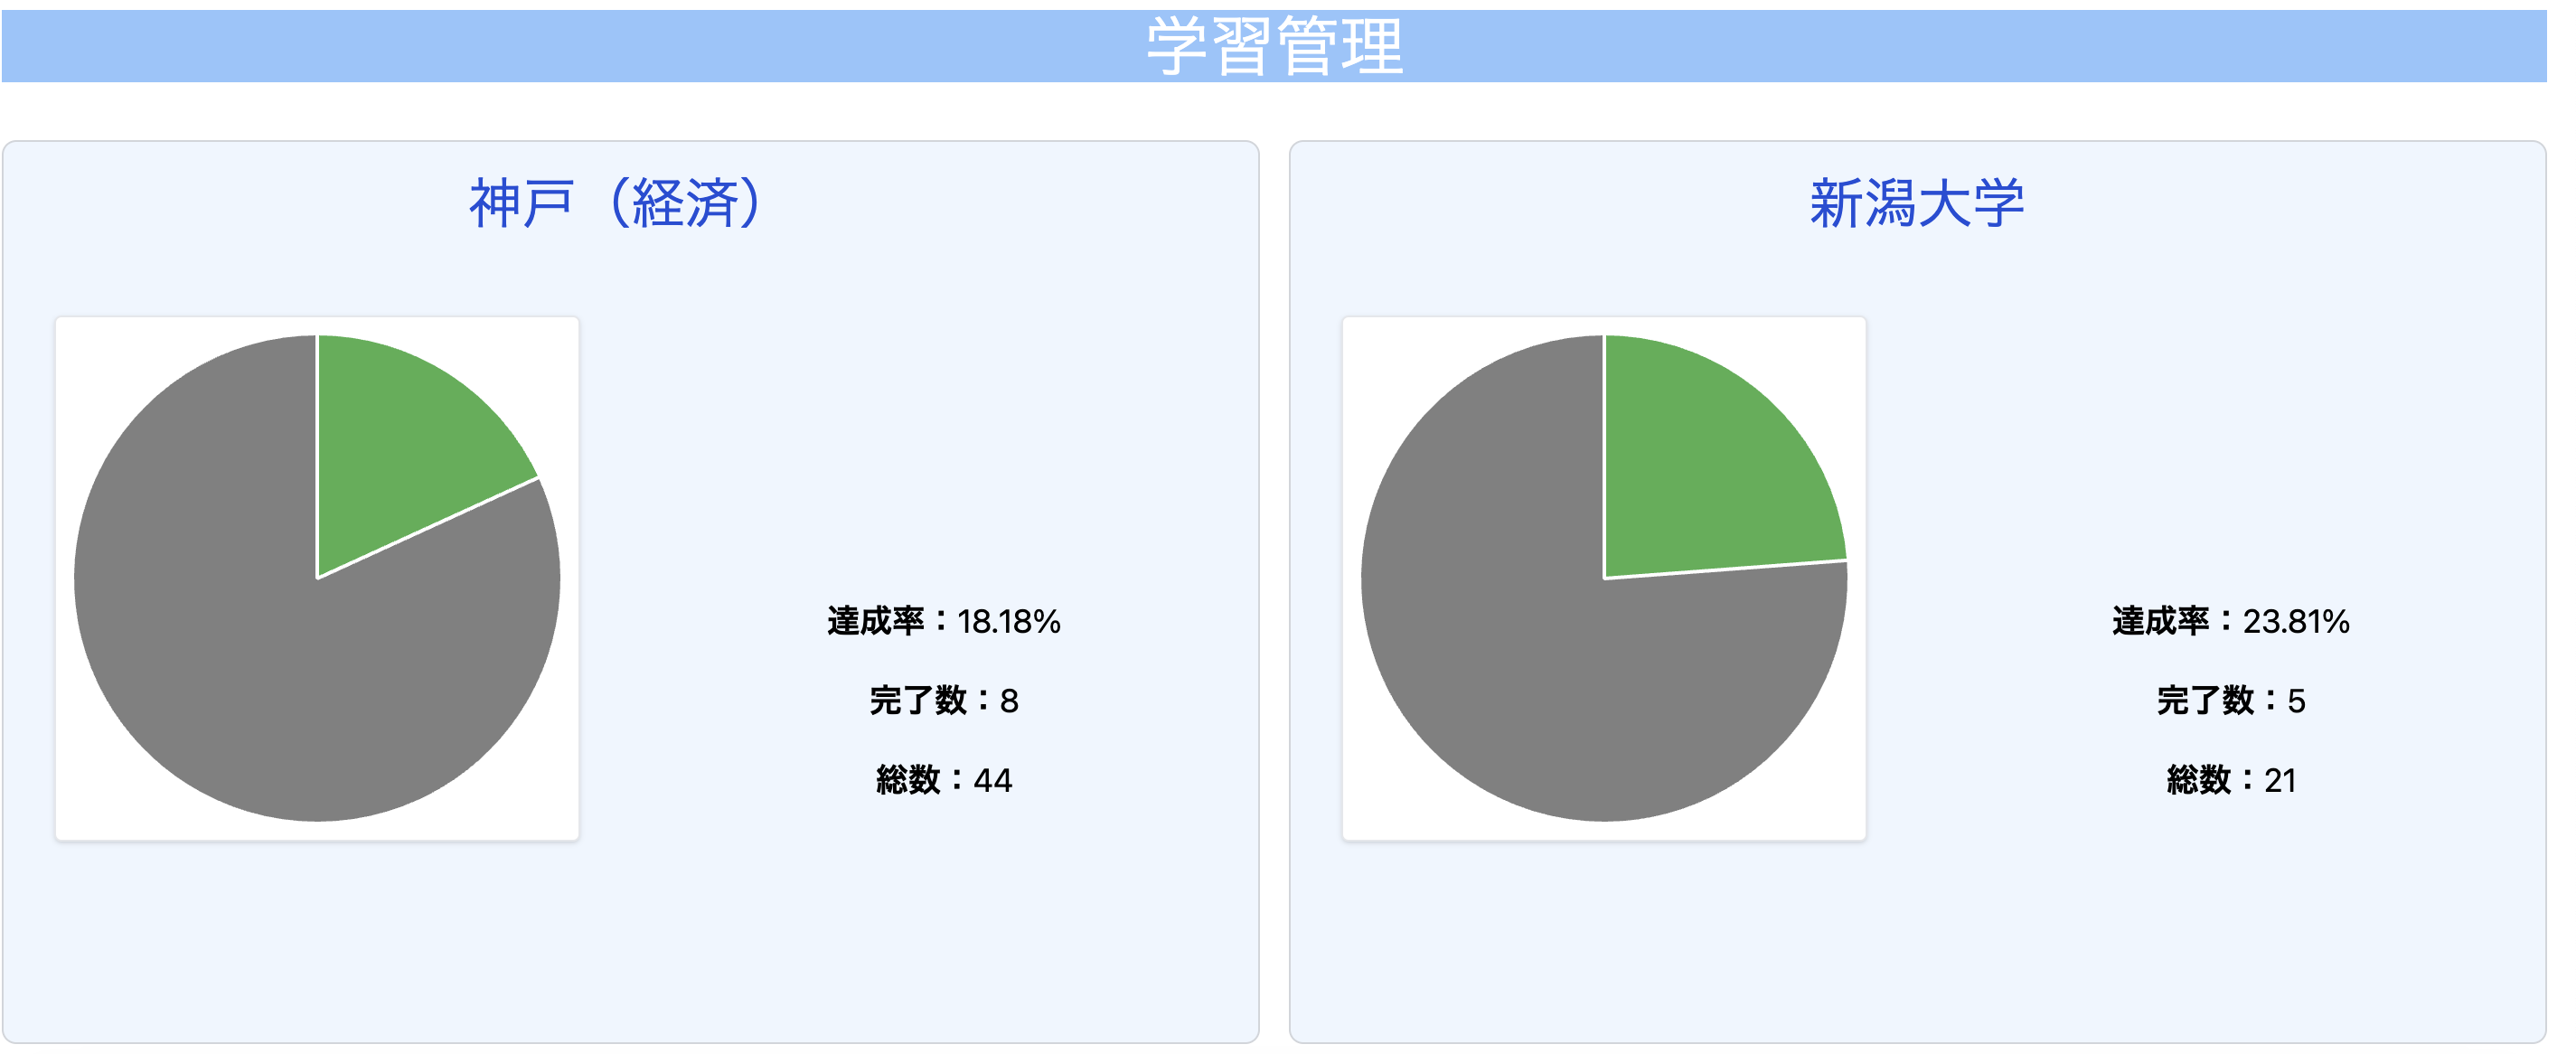 学習管理
神戸（経済）
達成率：18.18%
完了数：8
総数：44
新潟大学
達成率：23.81%
完了数：5
総数：21